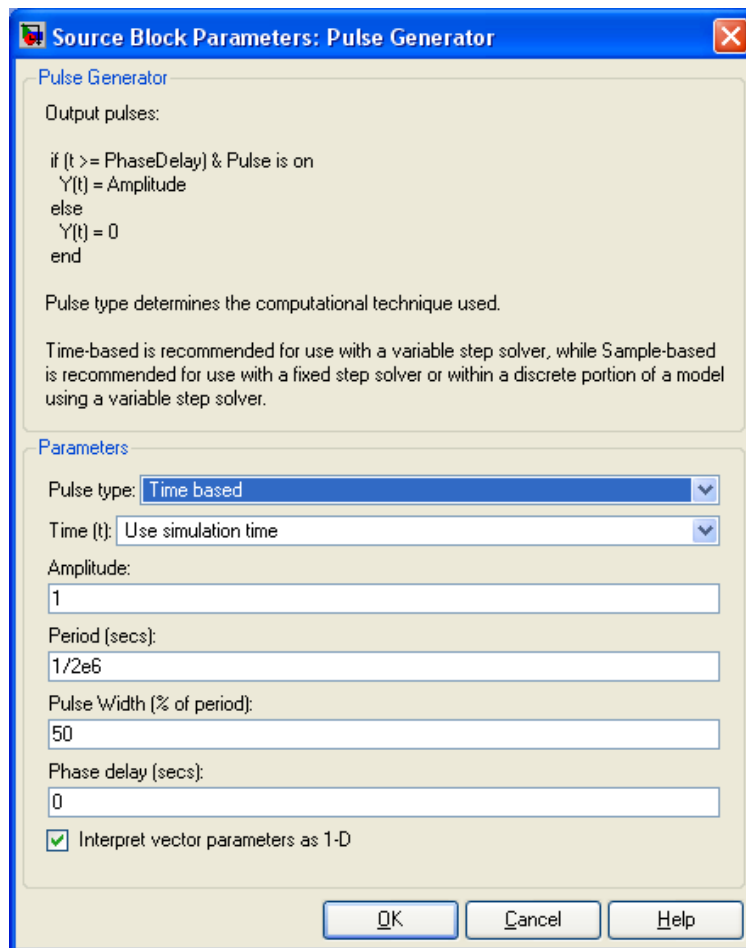 Source Block Parameters: Pulse Generator
Pulse Generator
Output pulses:
if (t >= PhaseDelay) & Pulse is on
Y(t) = Amplitude
else
Y(t) = 0
end
Pulse type determines the computational technique used.
Time-based is recommended for use with a variable step solver, while Sample-based
is recommended for use with a fixed step solver or within a discrete portion of a model
using a variable step solver.
Parameters
Pulse type: Time based
Time (t): Use simulation time
Amplitude:
1
Period (secs):
1/2e6
Pulse Width (% of period):
50
Phase delay (secs):
0
Interpret vector parameters as 1-D
OK Cancel Help